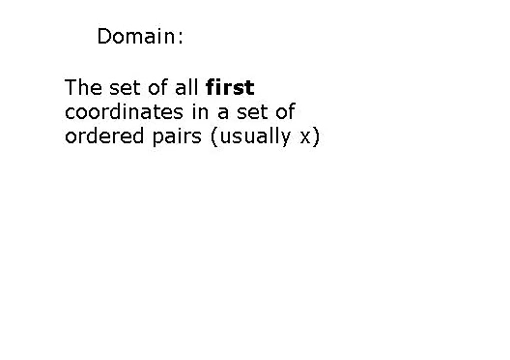 Domain:
The set of all first
coordinates in a set of
ordered pairs (usually x)